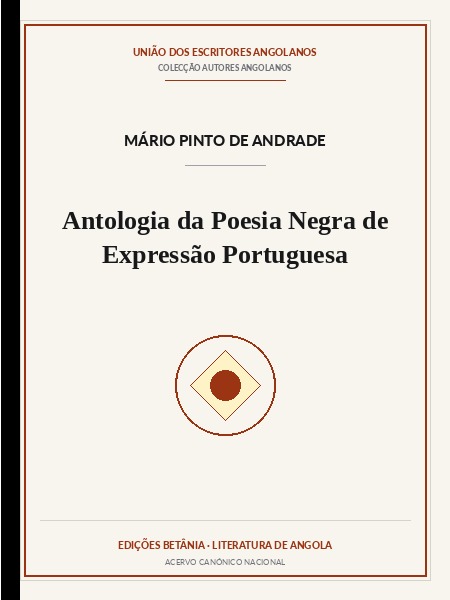 UNIÃO DOS ESCRITORES ANGOLANOS
COLECÇÃO AUTORES ANGOLANOS
MÁRIO PINTO DE ANDRADE
Antologia da Poesia Negra de
Expressão Portuguesa
EDIÇÕES BETÂNIA · LITERATURA DE ANGOLA
ACERVO CANÓNICO NACIONAL